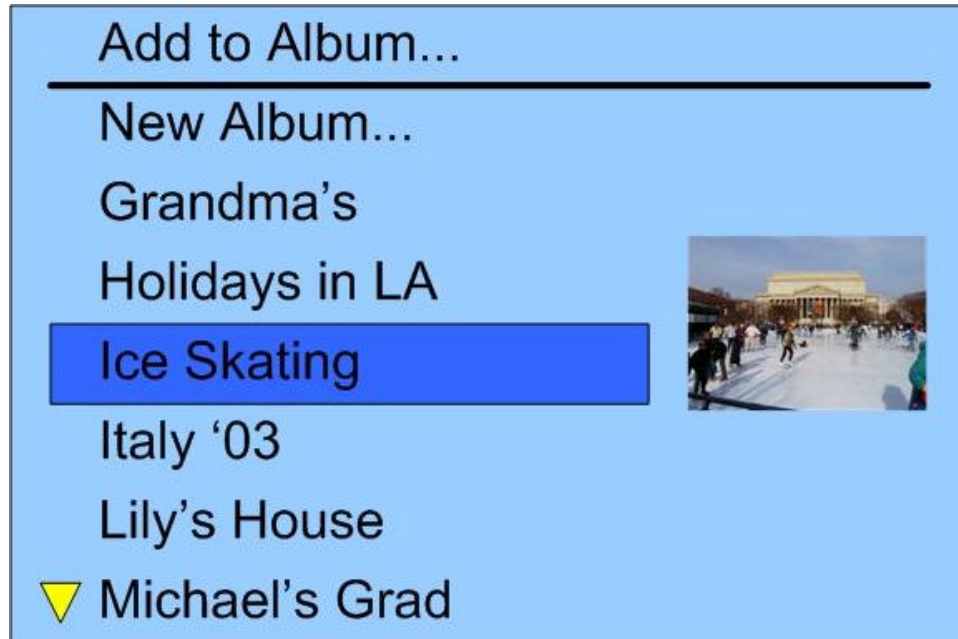 Add to Album...
New Album...
Grandma’s
Holidays in LA
Ice Skating
Italy ‘03
Lily’s House
Michael’s Grad